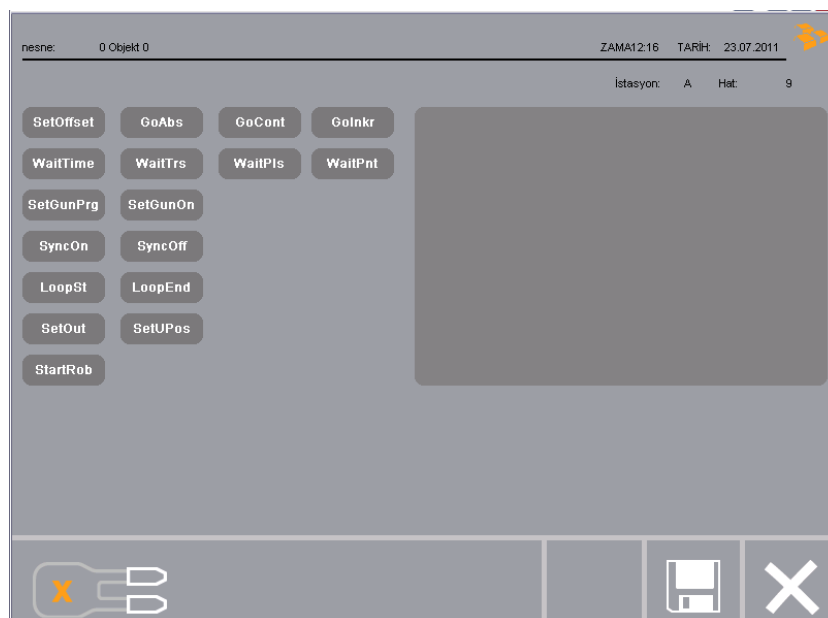 nesne: 0 Objekt 0 ZAMA12:16 TARİH: 23.07.2011
İstasyon: A Hat: 9
SetOffset GoAbs GoCont GoInkr
WaitTime WaitTrs WaitPls WaitPnt
SetGunPrg SetGunOn
SyncOn SyncOff
LoopSt LoopEnd
SetOut SetUPos
StartRob
X